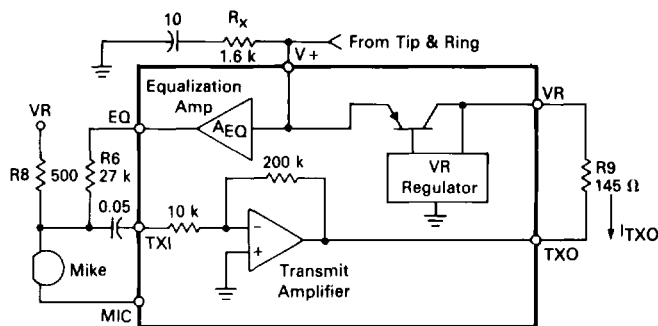 10
Rx
1.6 k
V +
From Tip & Ring
Equalization
Amp
VR
EQ
AEQ
VR
R8
500
R6
27 k
200 k
VR
Regulator
R9
145 Ω
0.05
TXI
10 k
−
+
ITXO
Transmit
Amplifier
TXO
Mike
MIC